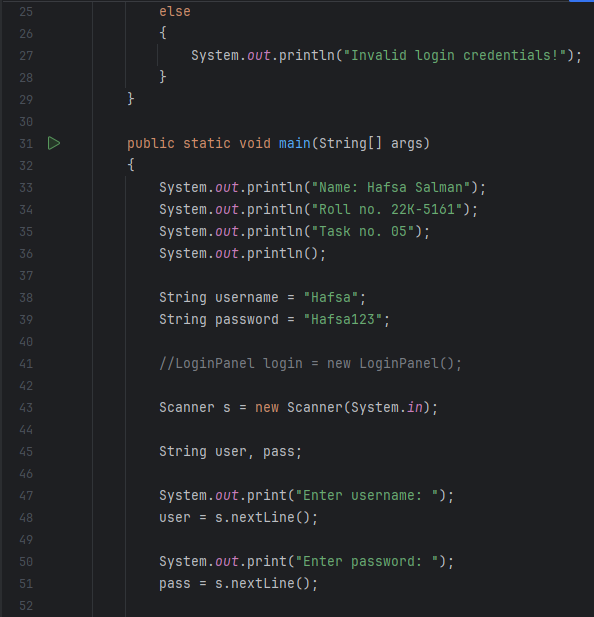 25 else
26 {
27 System.out.println("Invalid login credentials!");
28 }
29 }
30
31 public static void main(String[] args)
32 {
33 System.out.println("Name: Hafsa Salman");
34 System.out.println("Roll no. 22K-5161");
35 System.out.println("Task no. 05");
36 System.out.println();
37
38 String username = "Hafsa";
39 String password = "Hafsa123";
40
41 //LoginPanel login = new LoginPanel();
42
43 Scanner s = new Scanner(System.in);
44
45 String user, pass;
46
47 System.out.print("Enter username: ");
48 user = s.nextLine();
49
50 System.out.print("Enter password: ");
51 pass = s.nextLine();
52